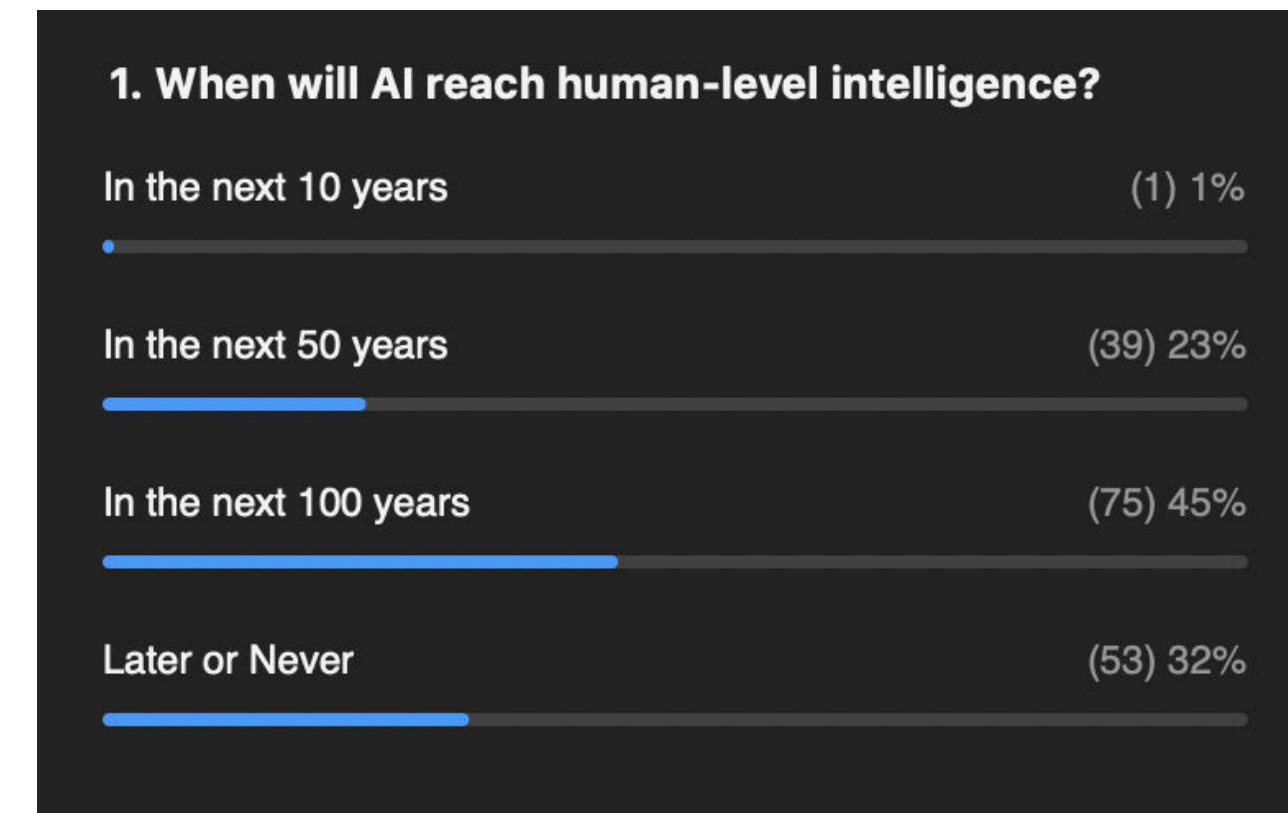 1. When will AI reach human-level intelligence?
In the next 10 years (1) 1%
In the next 50 years (39) 23%
In the next 100 years (75) 45%
Later or Never (53) 32%